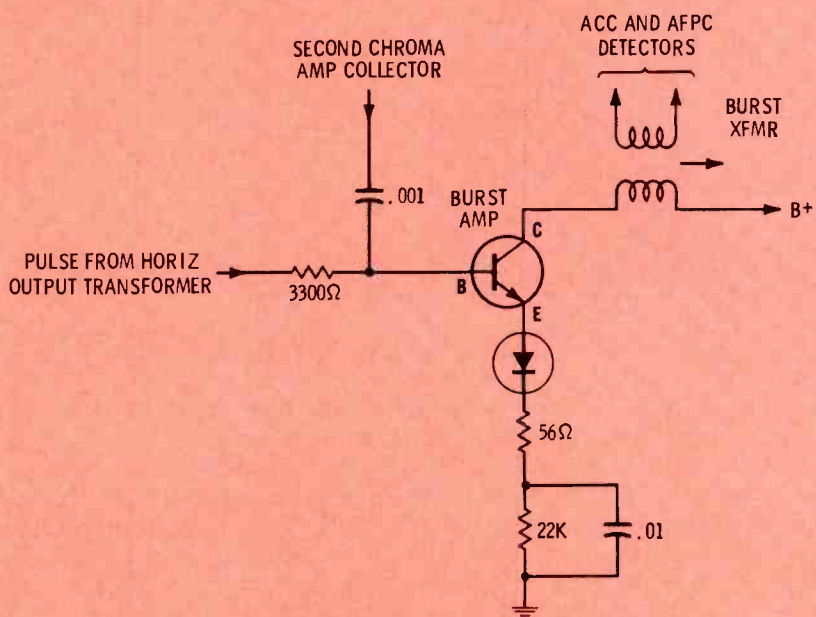 ACC AND AFPC
DETECTORS
SECOND CHROMA
AMP COLLECTOR
BURST
XFMR
.001
BURST
AMP
B+
C
PULSE FROM HORIZ
OUTPUT TRANSFORMER
3300Ω
B
E
56Ω
22K
.01